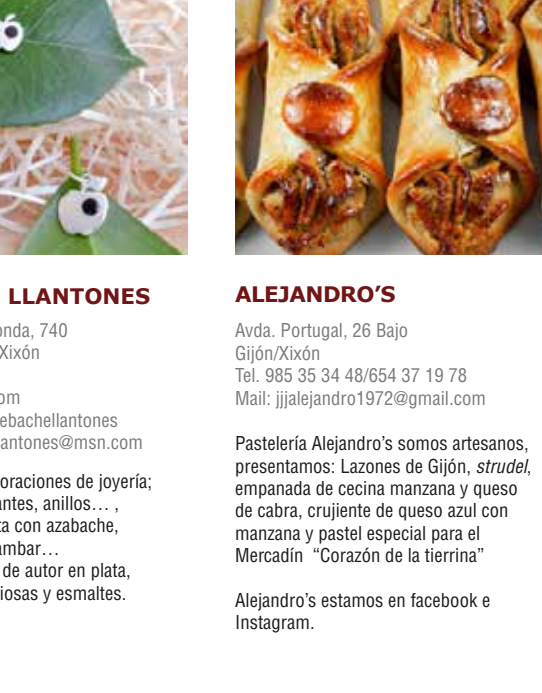 LLANTONES
onda, 740
Xixón
om
ebachellantones
antones@msn.com
oraciones de joyería;
antes, anillos… ,
ta con azabache,
ambar…
de autor en plata,
iosas y esmaltes.
ALEJANDRO’S
Avda. Portugal, 26 Bajo
Gijón/Xixón
Tel. 985 35 34 48/654 37 19 78
Mail: jjjalejandro1972@gmail.com
Pastelería Alejandro’s somos artesanos,
presentamos: Lazones de Gijón, strudel,
empanada de cecina manzana y queso
de cabra, crujiente de queso azul con
manzana y pastel especial para el
Mercadín “Corazón de la tierrina”
Alejandro’s estamos en facebook e
Instagram.